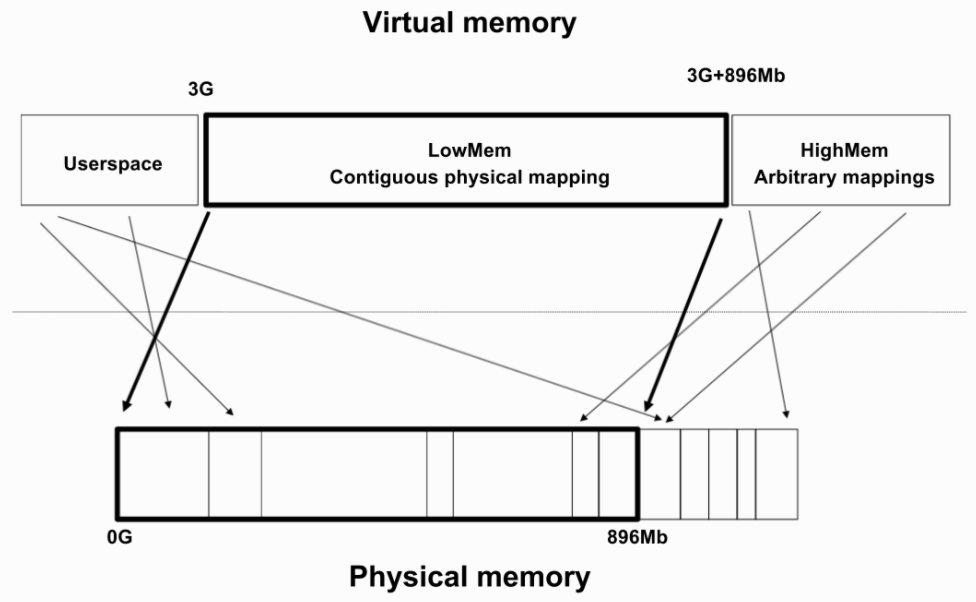 Virtual memory
3G
3G+896Mb
Userspace
LowMem
Contiguous physical mapping
HighMem
Arbitrary mappings
0G
896Mb
Physical memory